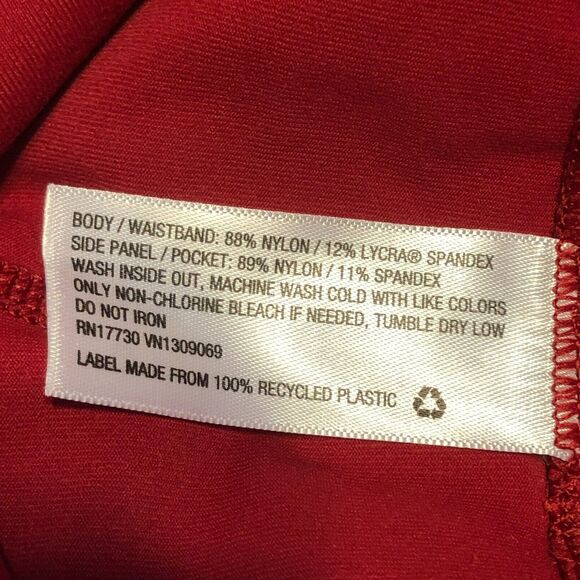 BODY / WAISTBAND: 88% NYLON / 12% LYCRA® SPANDEX
SIDE PANEL / POCKET: 89% NYLON / 11% SPANDEX
WASH INSIDE OUT, MACHINE WASH COLD WITH LIKE COLORS
ONLY NON-CHLORINE BLEACH IF NEEDED, TUMBLE DRY LOW
DO NOT IRON
RN17730 VN1309069
LABEL MADE FROM 100% RECYCLED PLASTIC